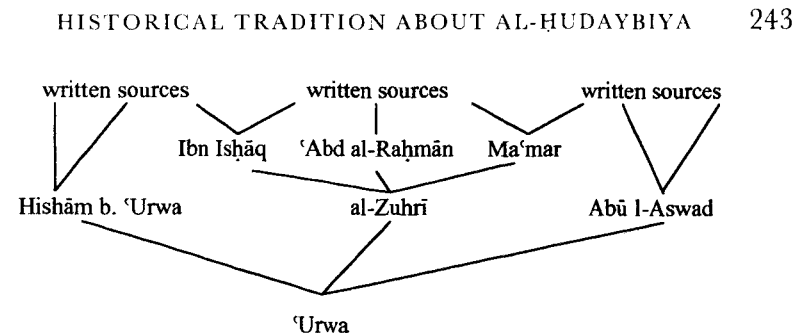 HISTORICAL TRADITION ABOUT AL-ḤUDAYBIYA 243
written sources written sources written sources
Ibn Isḥāq ʿAbd al-Raḥmān Maʿmar
Hishām b. ʿUrwa al-Zuhrī Abū l-Aswad
ʿUrwa